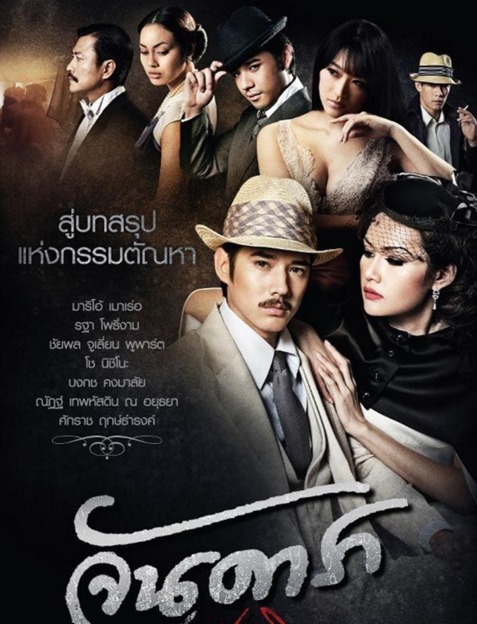 สู่บทสรุป
แห่งกรรมตัณหา
มาริโอ้ เมาเร่อ
รฐา โพธิ์งาม
ชัยพล จูเลี่ยน พูพาร์ต
โช นิชิโนะ
บงกช คงมาลัย
ณัฏฐ์ เทพหัสดิน ณ อยุธยา
ศักราช ฤกษ์ธำรงค์
จันดารา